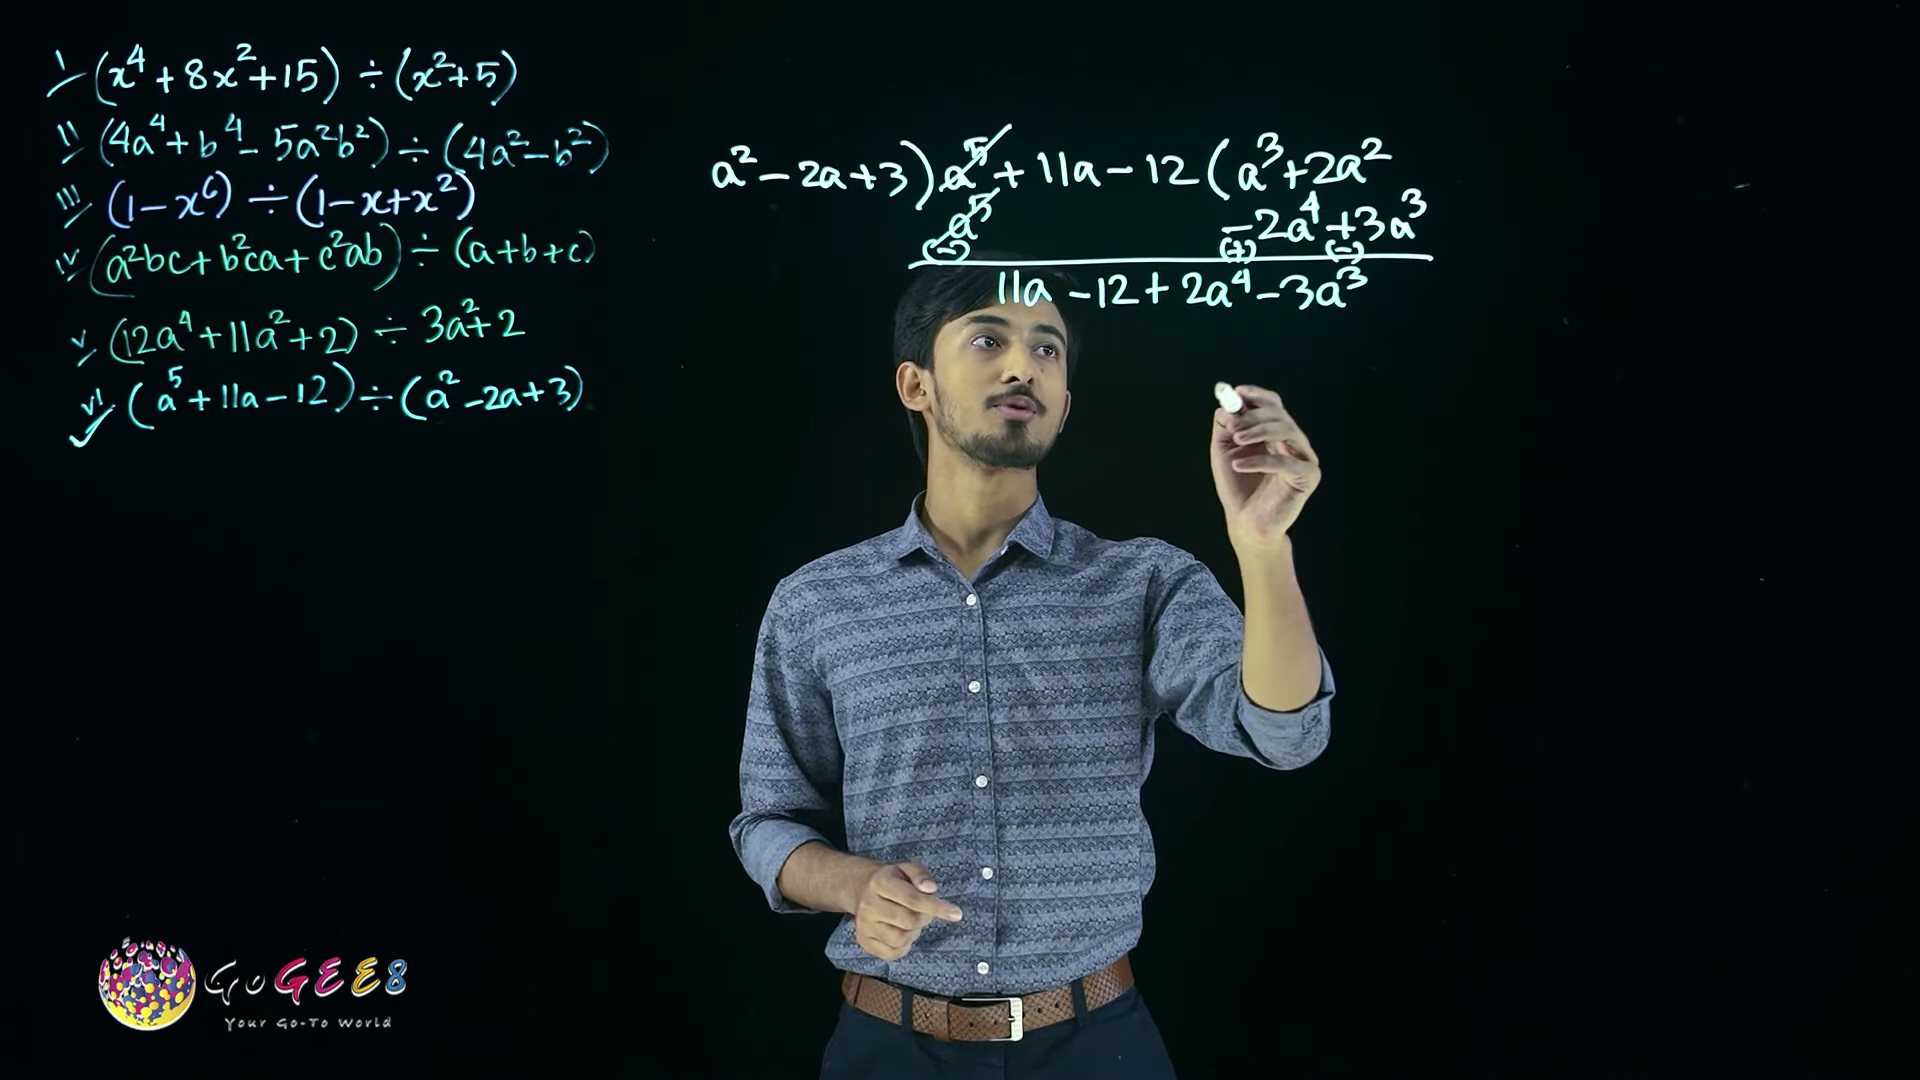 i) (x⁴ + 8x² + 15) ÷ (x² + 5)
ii) (4a⁴ + b⁴ - 5a²b²) ÷ (4a² - b²)
iii) (1 - x⁶) ÷ (1 - x + x²)
iv) (a²bc + b²ca + c²ab) ÷ (a + b + c)
v) (12a⁴ + 11a² + 2) ÷ 3a² + 2
vi) (a⁵ + 11a - 12) ÷ (a² - 2a + 3)
a² - 2a + 3) a⁵ + 11a - 12 (a³ + 2a²
a⁵ - 2a⁴ + 3a³
(-) (+) (-)
11a - 12 + 2a⁴ - 3a³
GoGEE8
Your Go-To World